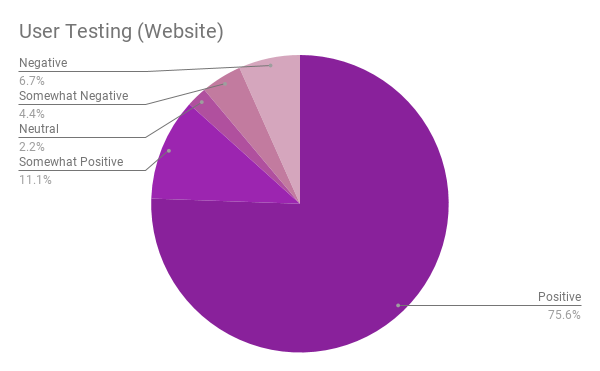 User Testing (Website)
Negative
6.7%
Somewhat Negative
4.4%
Neutral
2.2%
Somewhat Positive
11.1%
Positive
75.6%